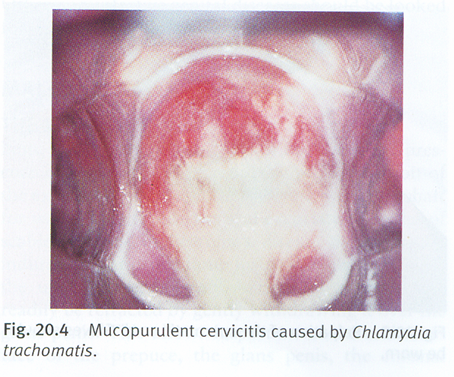 Fig. 20.4 Mucopurulent cervicitis caused by Chlamydia
trachomatis.